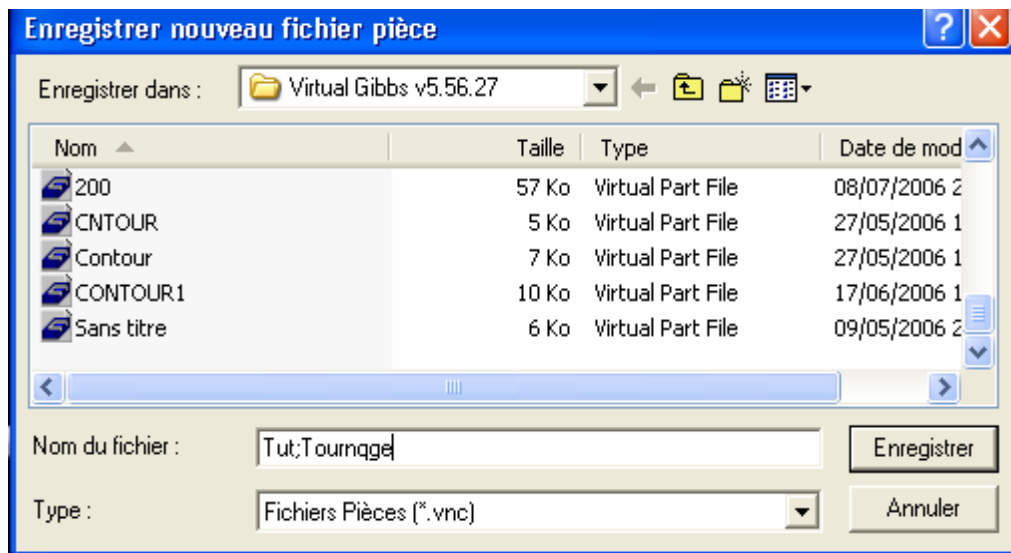 Enregistrer nouveau fichier pièce
Enregistrer dans : Virtual Gibbs v5.56.27
Nom Taille Type Date de mod
200 57 Ko Virtual Part File 08/07/2006 2
CNTOUR 5 Ko Virtual Part File 27/05/2006 1
Contour 7 Ko Virtual Part File 27/05/2006 1
CONTOUR1 10 Ko Virtual Part File 17/06/2006 1
Sans titre 6 Ko Virtual Part File 09/05/2006 2
Nom du fichier : Tut;Tournqge Enregistrer
Type : Fichiers Pièces (*.vnc) Annuler